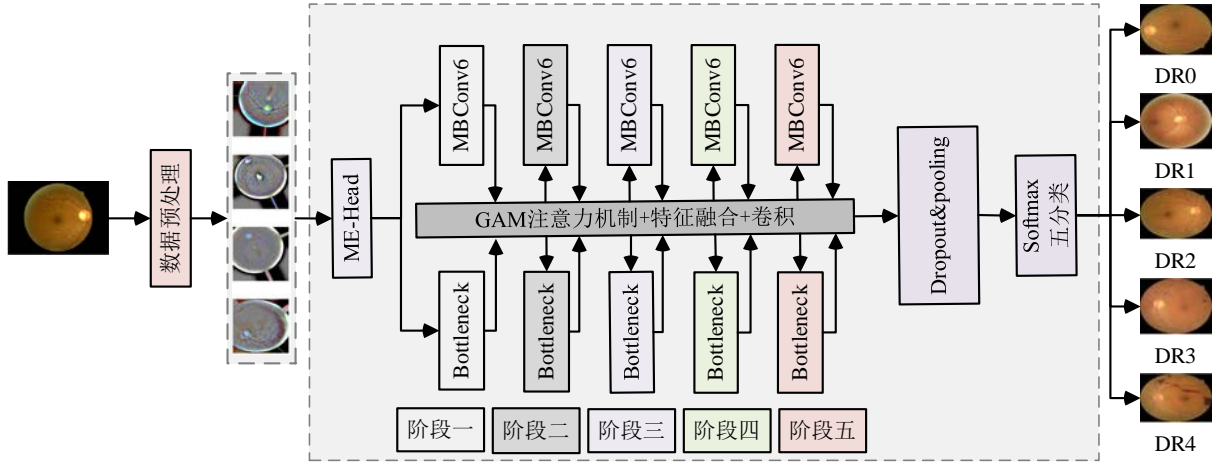 数据预处理
ME-Head
MBConv6
MBConv6
MBConv6
MBConv6
MBConv6
GAM注意力机制+特征融合+卷积
Bottleneck
Bottleneck
Bottleneck
Bottleneck
Bottleneck
阶段一
阶段二
阶段三
阶段四
阶段五
Dropout&pooling
Softmax
五分类
DR0
DR1
DR2
DR3
DR4